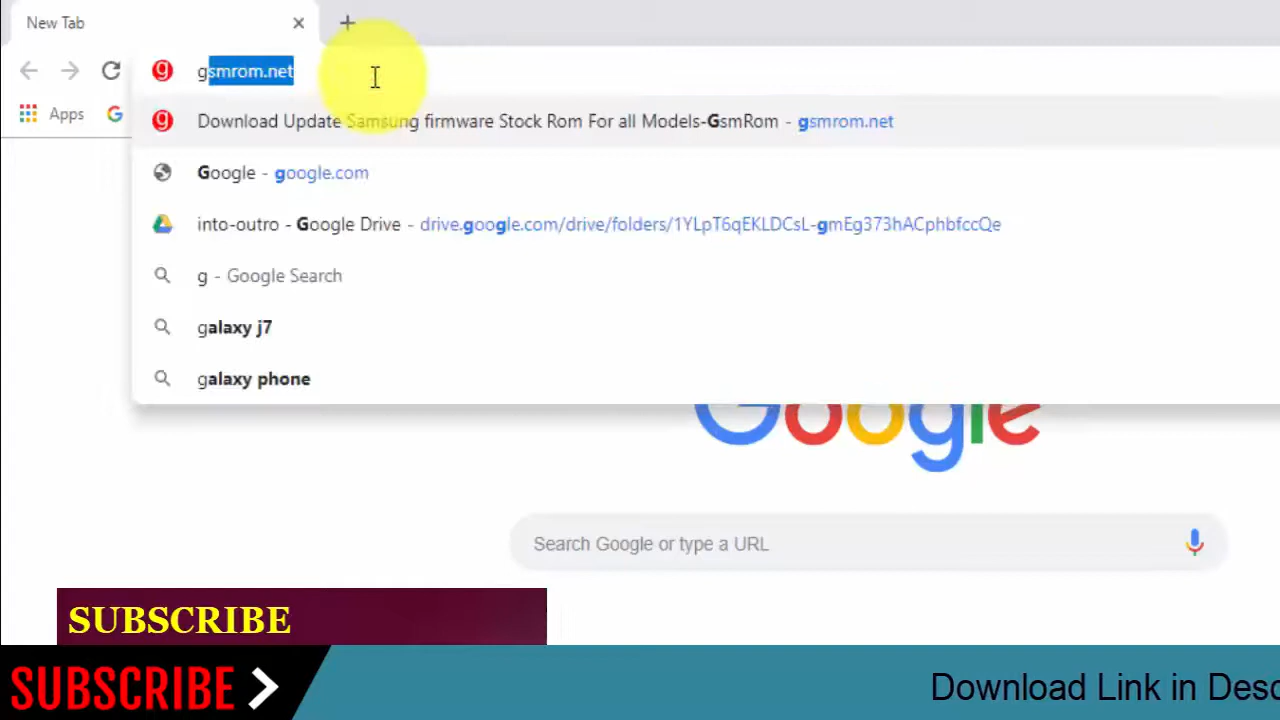 New Tab
gsmrom.net
Apps
Download Update Samsung firmware Stock Rom For all Models-GsmRom - gsmrom.net
Google - google.com
into-outro - Google Drive - drive.google.com/drive/folders/1YLpT6qEKLDCsL-gmEg373hACphbfccQe
g - Google Search
galaxy j7
galaxy phone
Google
Search Google or type a URL
SUBSCRIBE
SUBSCRIBE
Download Link in Desc